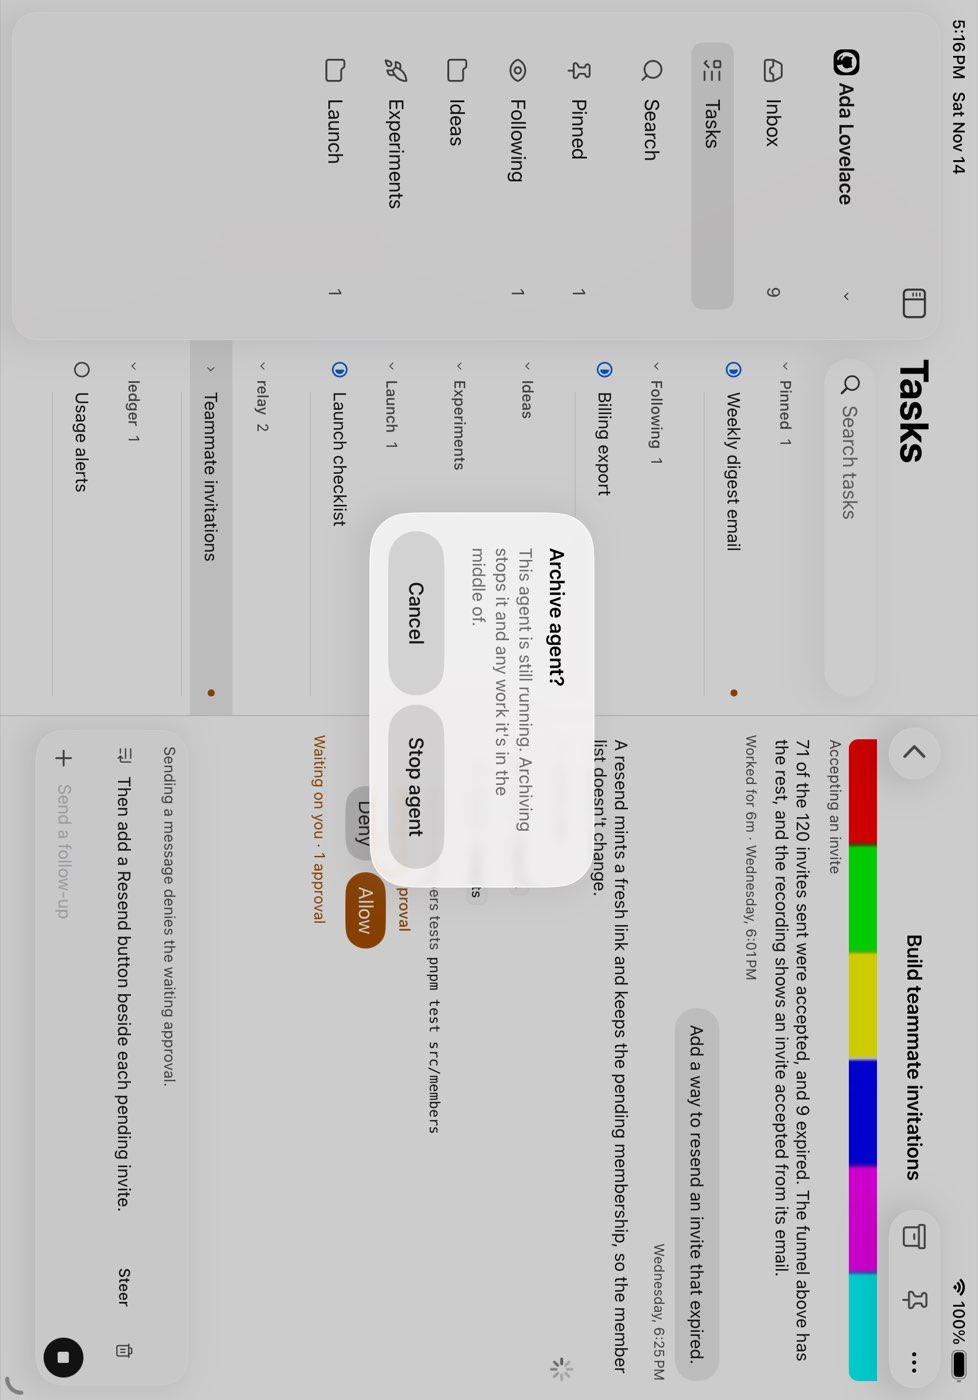 5:16 PM Sat Nov 14
100%
Ada Lovelace
Inbox 9
Tasks
Search
Pinned 1
Following 1
Ideas
Experiments
Launch 1
Tasks
Search tasks
Pinned 1
Weekly digest email
Following 1
Billing export
Ideas
Experiments
Launch 1
Launch checklist
relay 2
Teammate invitations
ledger 1
Usage alerts
Build teammate invitations
Accepting an invite
71 of the 120 invites sent were accepted, and 9 expired. The funnel above has
the rest, and the recording shows an invite accepted from its email.
Worked for 6m · Wednesday, 6:01 PM
Add a way to resend an invite that expired.
Wednesday, 6:25 PM
A resend mints a fresh link and keeps the pending membership, so the member
list doesn't change.
tests pnpm test src/members
Deny
Allow
Waiting on you · 1 approval
Sending a message denies the waiting approval.
Then add a Resend button beside each pending invite.
Steer
Send a follow-up
Archive agent?
This agent is still running. Archiving
stops it and any work it's in the
middle of.
Cancel
Stop agent